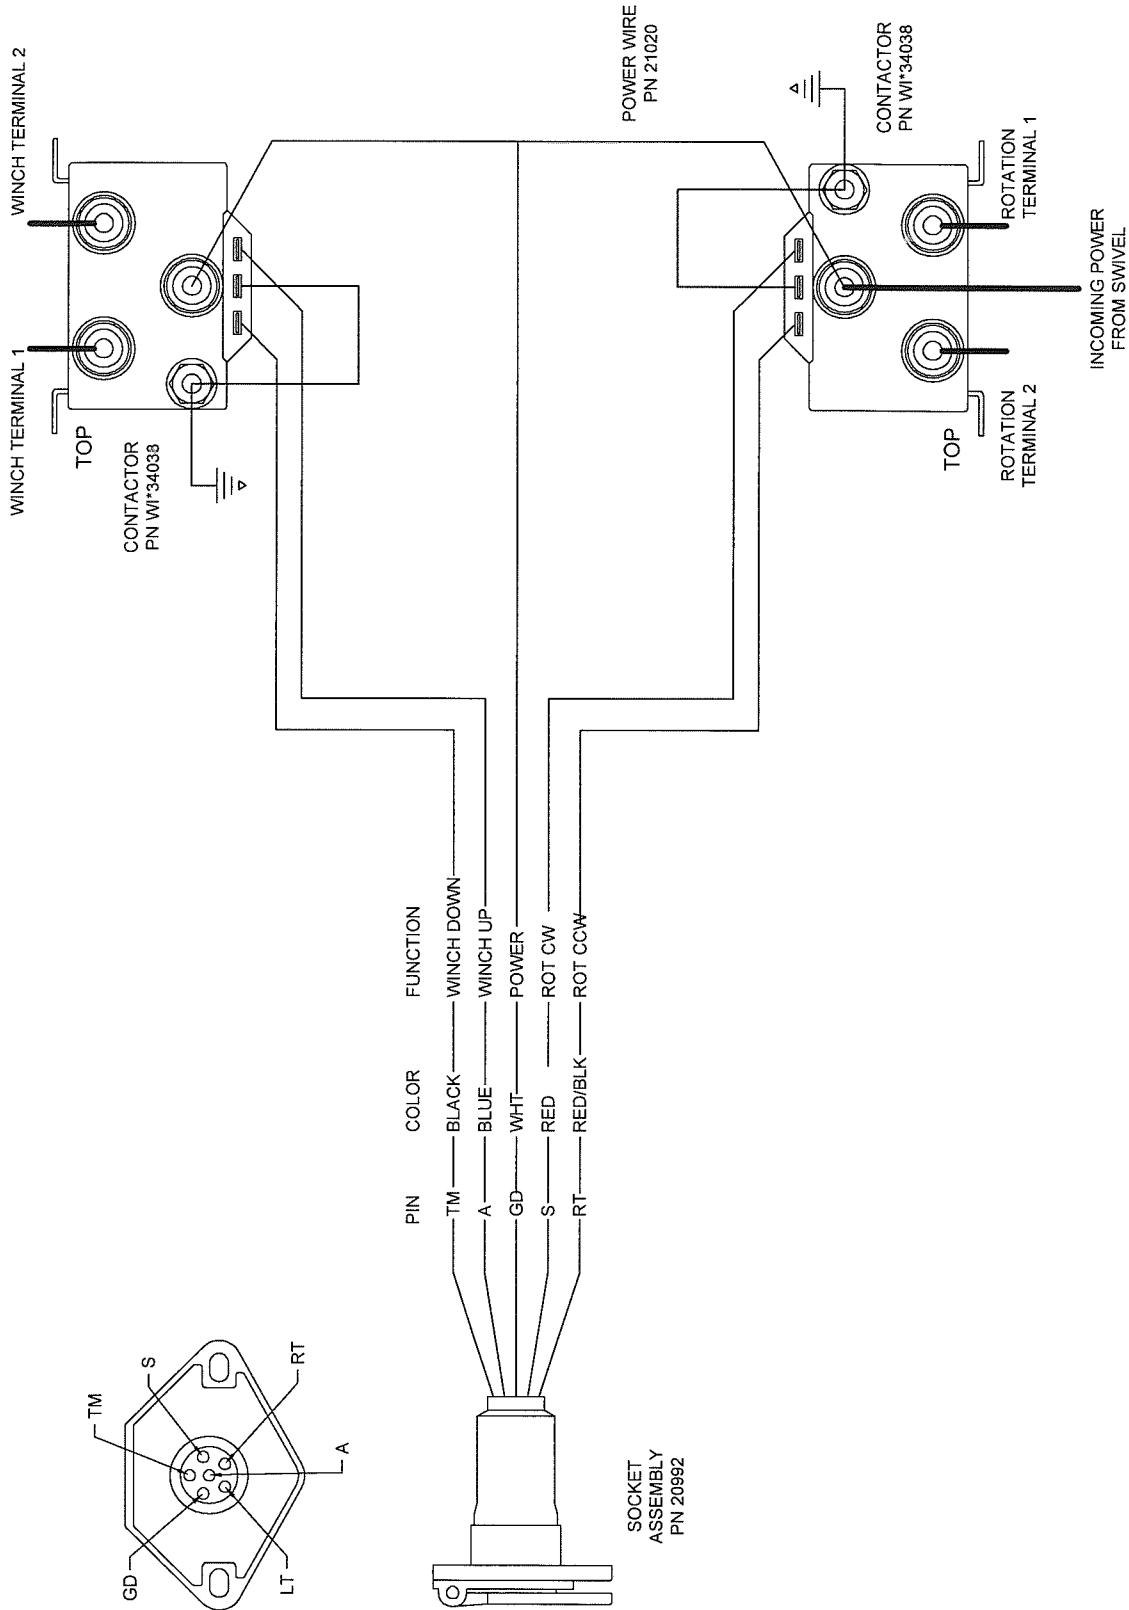 WINCH TERMINAL 1
WINCH TERMINAL 2
TOP
CONTACTOR
PN WI*34038
POWER WIRE
PN 21020
CONTACTOR
PN WI*34038
TOP
ROTATION
TERMINAL 2
ROTATION
TERMINAL 1
INCOMING POWER
FROM SWIVEL
PIN COLOR FUNCTION
TM BLACK WINCH DOWN
A BLUE WINCH UP
GD WHT POWER
S RED ROT CW
RT RED/BLK ROT CCW
GD
TM
S
RT
A
LT
SOCKET
ASSEMBLY
PN 20992